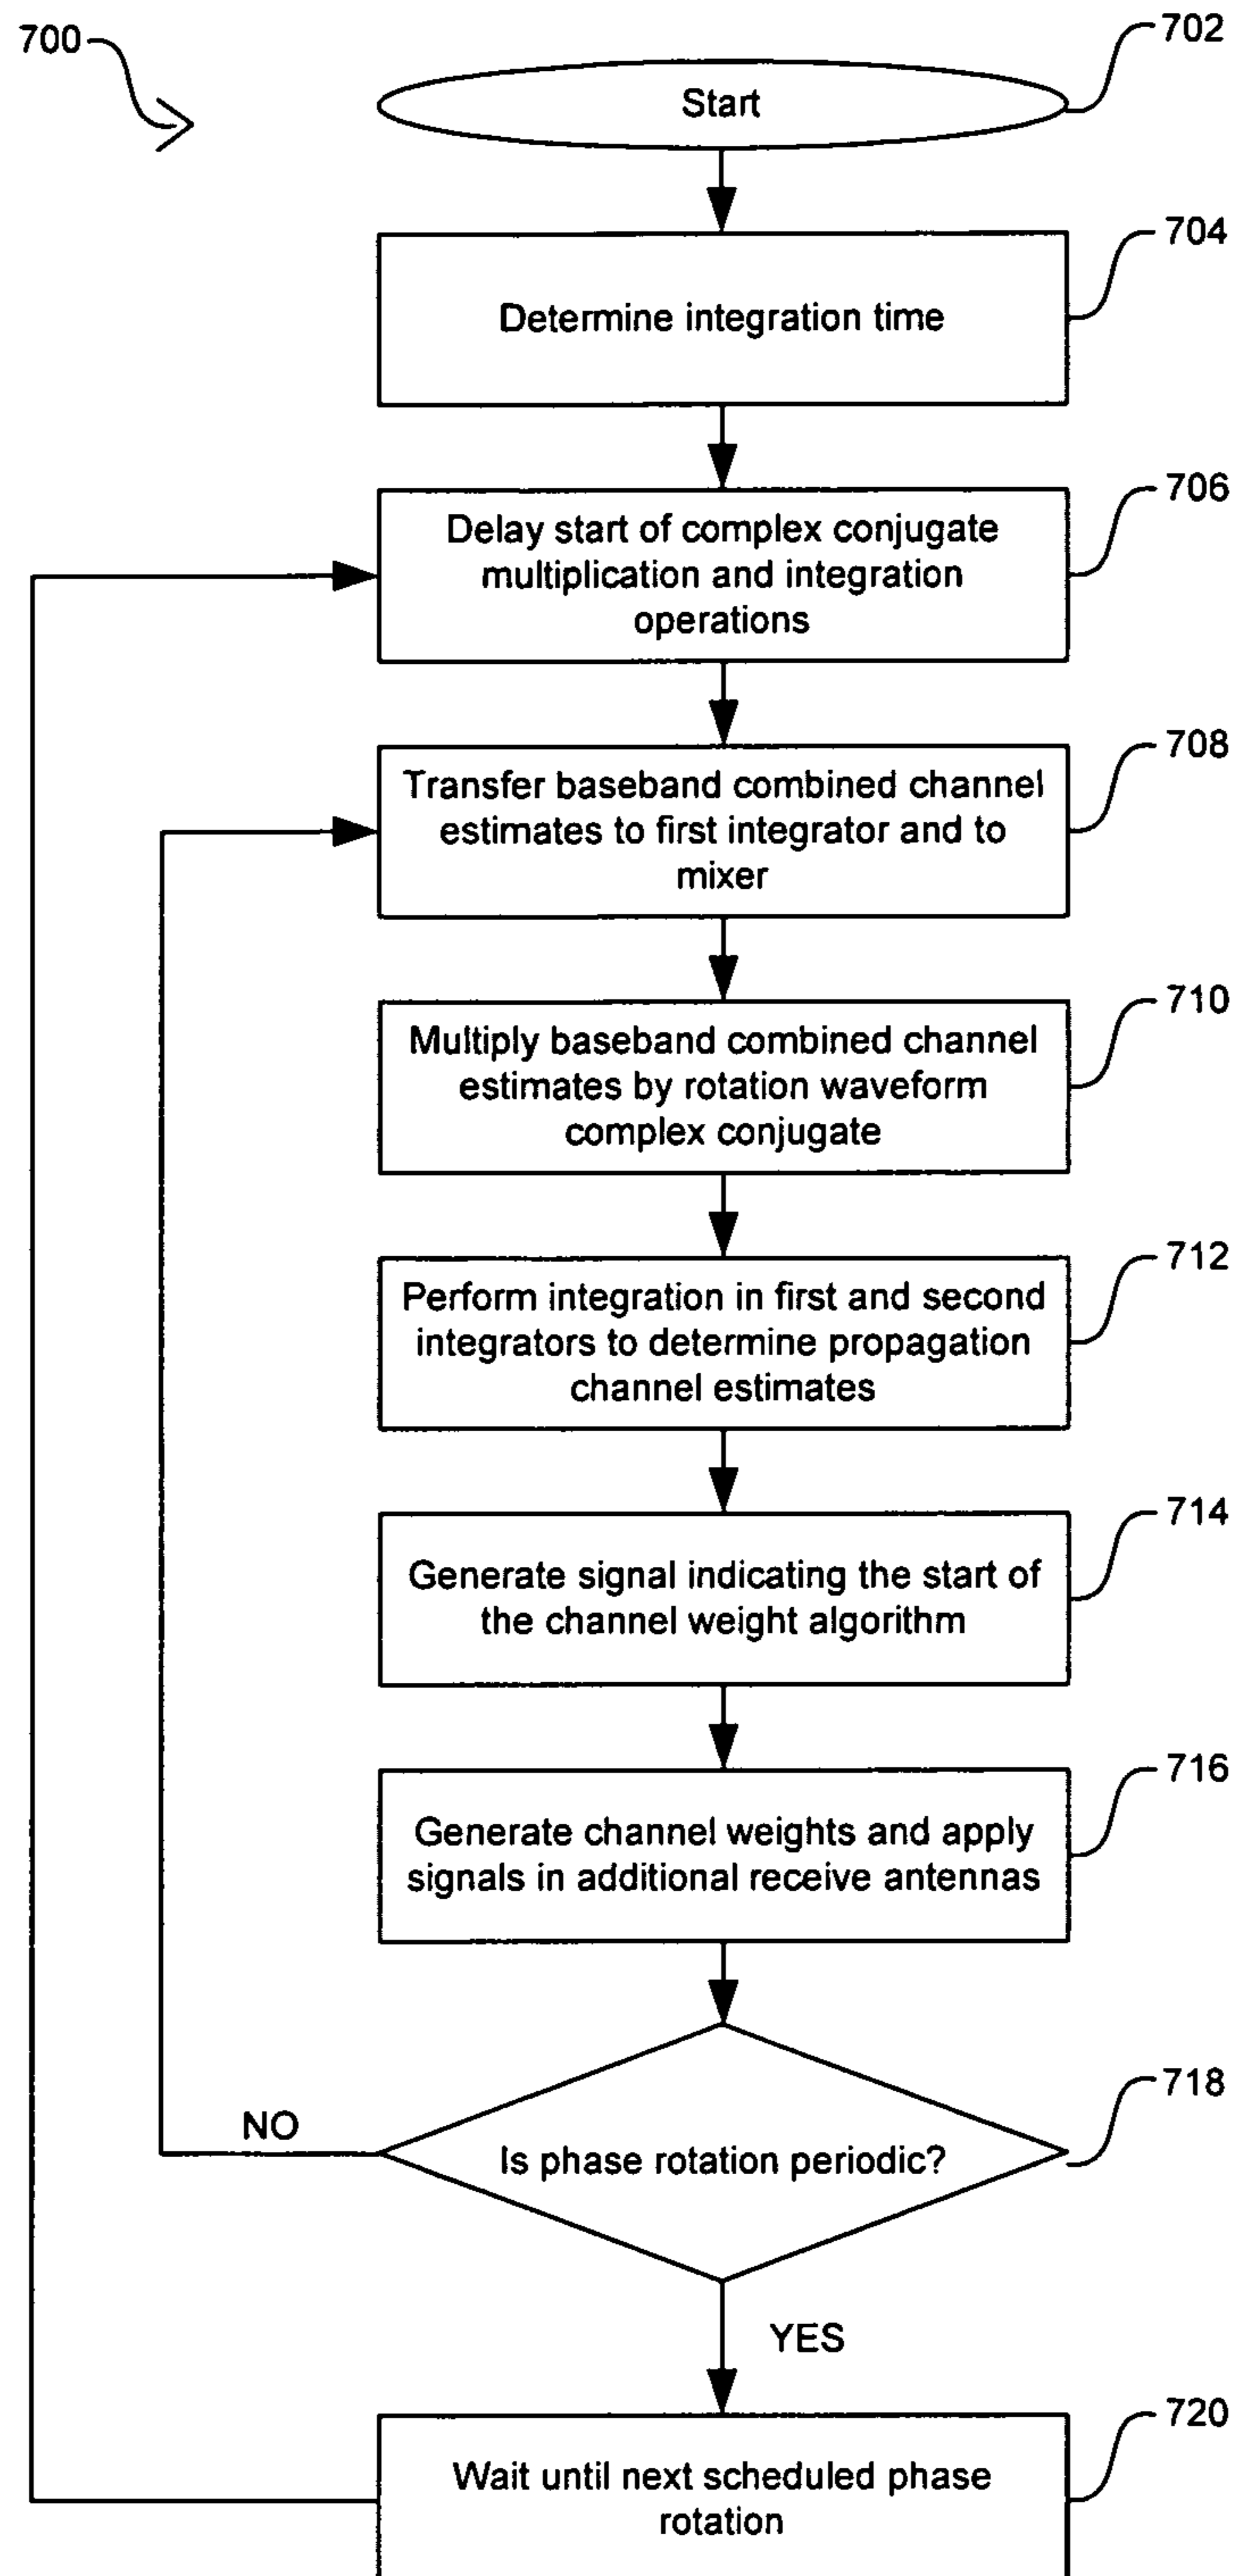 700
702
Start
704
Determine integration time
706
Delay start of complex conjugate
multiplication and integration
operations
708
Transfer baseband combined channel
estimates to first integrator and to
mixer
710
Multiply baseband combined channel
estimates by rotation waveform
complex conjugate
712
Perform integration in first and second
integrators to determine propagation
channel estimates
714
Generate signal indicating the start of
the channel weight algorithm
716
Generate channel weights and apply
signals in additional receive antennas
718
NO
Is phase rotation periodic?
YES
720
Wait until next scheduled phase
rotation